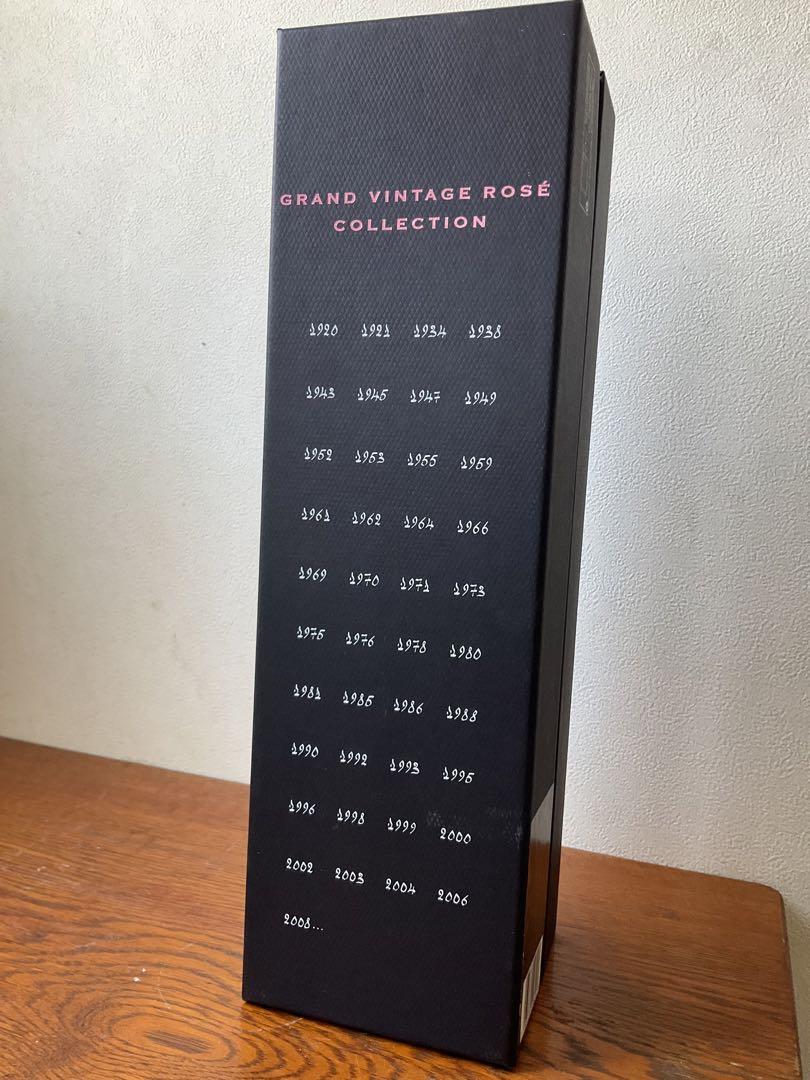 GRAND VINTAGE ROSÉ
COLLECTION
1920 1921 1934 1938
1943 1945 1947 1949
1952 1953 1955 1959
1961 1962 1964 1966
1969 1970 1971 1973
1975 1976 1978 1980
1981 1985 1986 1988
1990 1992 1993 1995
1996 1998 1999 2000
2002 2003 2004 2006
2008...